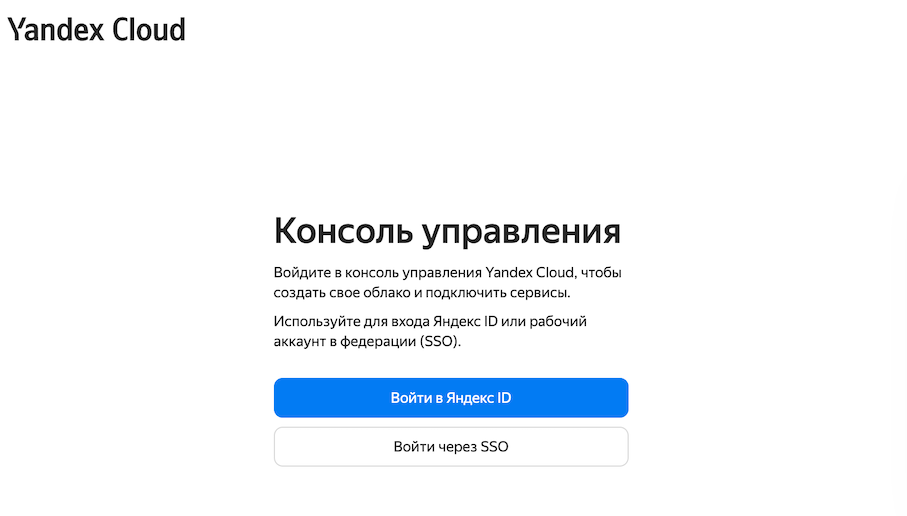 Yandex Cloud
Консоль управления
Войдите в консоль управления Yandex Cloud, чтобы
создать свое облако и подключить сервисы.
Используйте для входа Яндекс ID или рабочий
аккаунт в федерации (SSO).
Войти в Яндекс ID
Войти через SSO